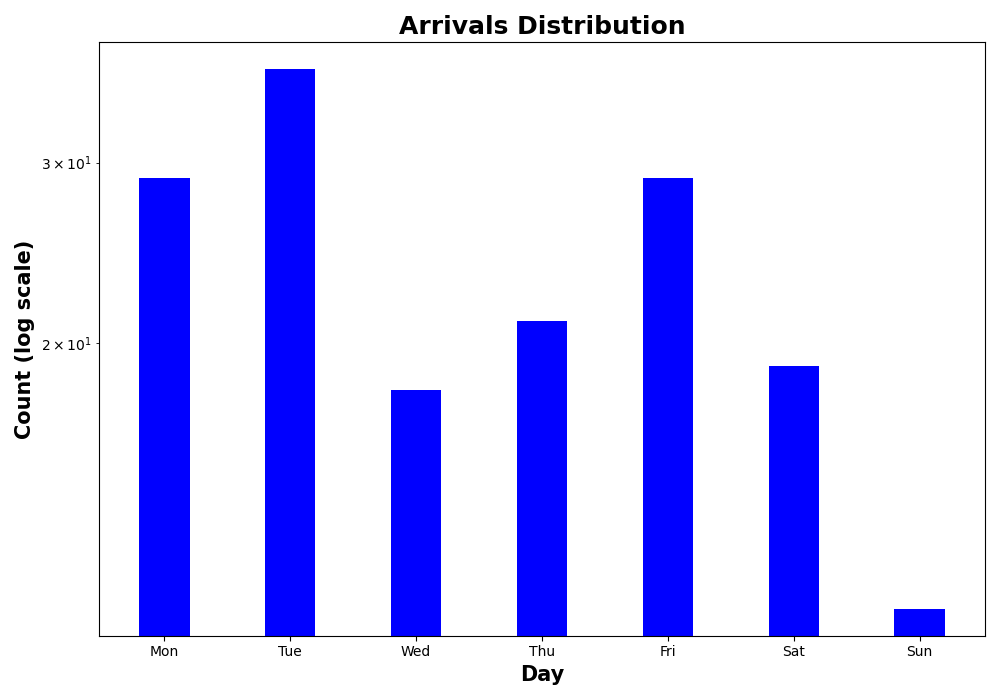 Arrivals Distribution
3 × 10¹
2 × 10¹
Count (log scale)
Mon Tue Wed Thu Fri Sat Sun
Day